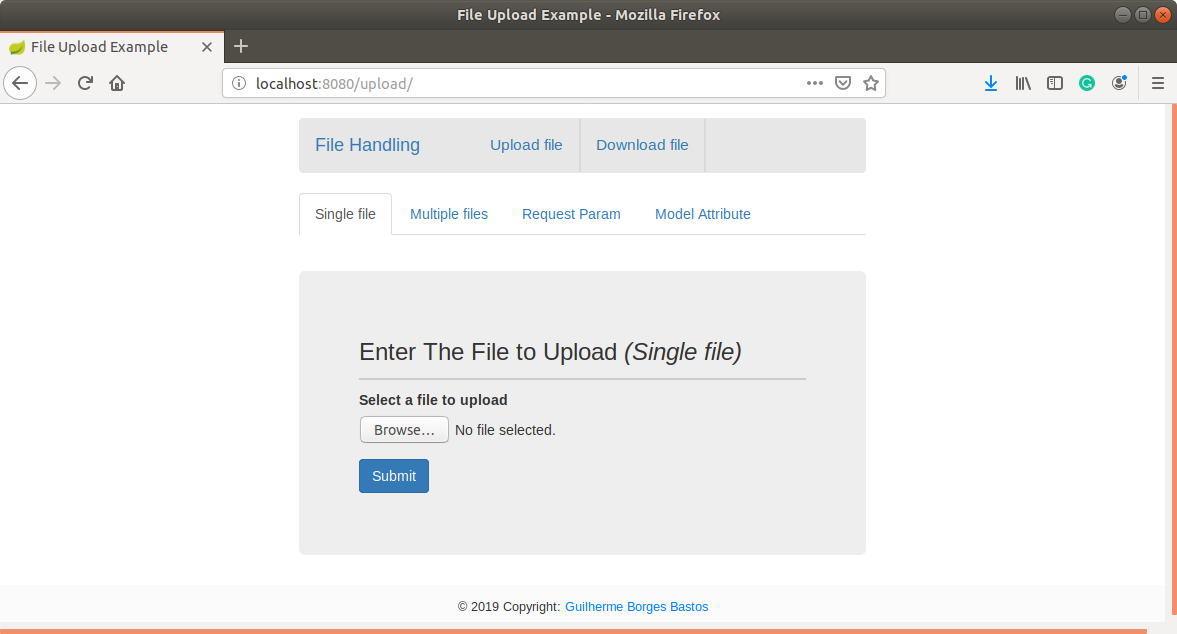 File Upload Example - Mozilla Firefox
File Upload Example
localhost:8080/upload/
File Handling Upload file Download file
Single file Multiple files Request Param Model Attribute
Enter The File to Upload (Single file)
Select a file to upload
Browse... No file selected.
Submit
© 2019 Copyright: Guilherme Borges Bastos